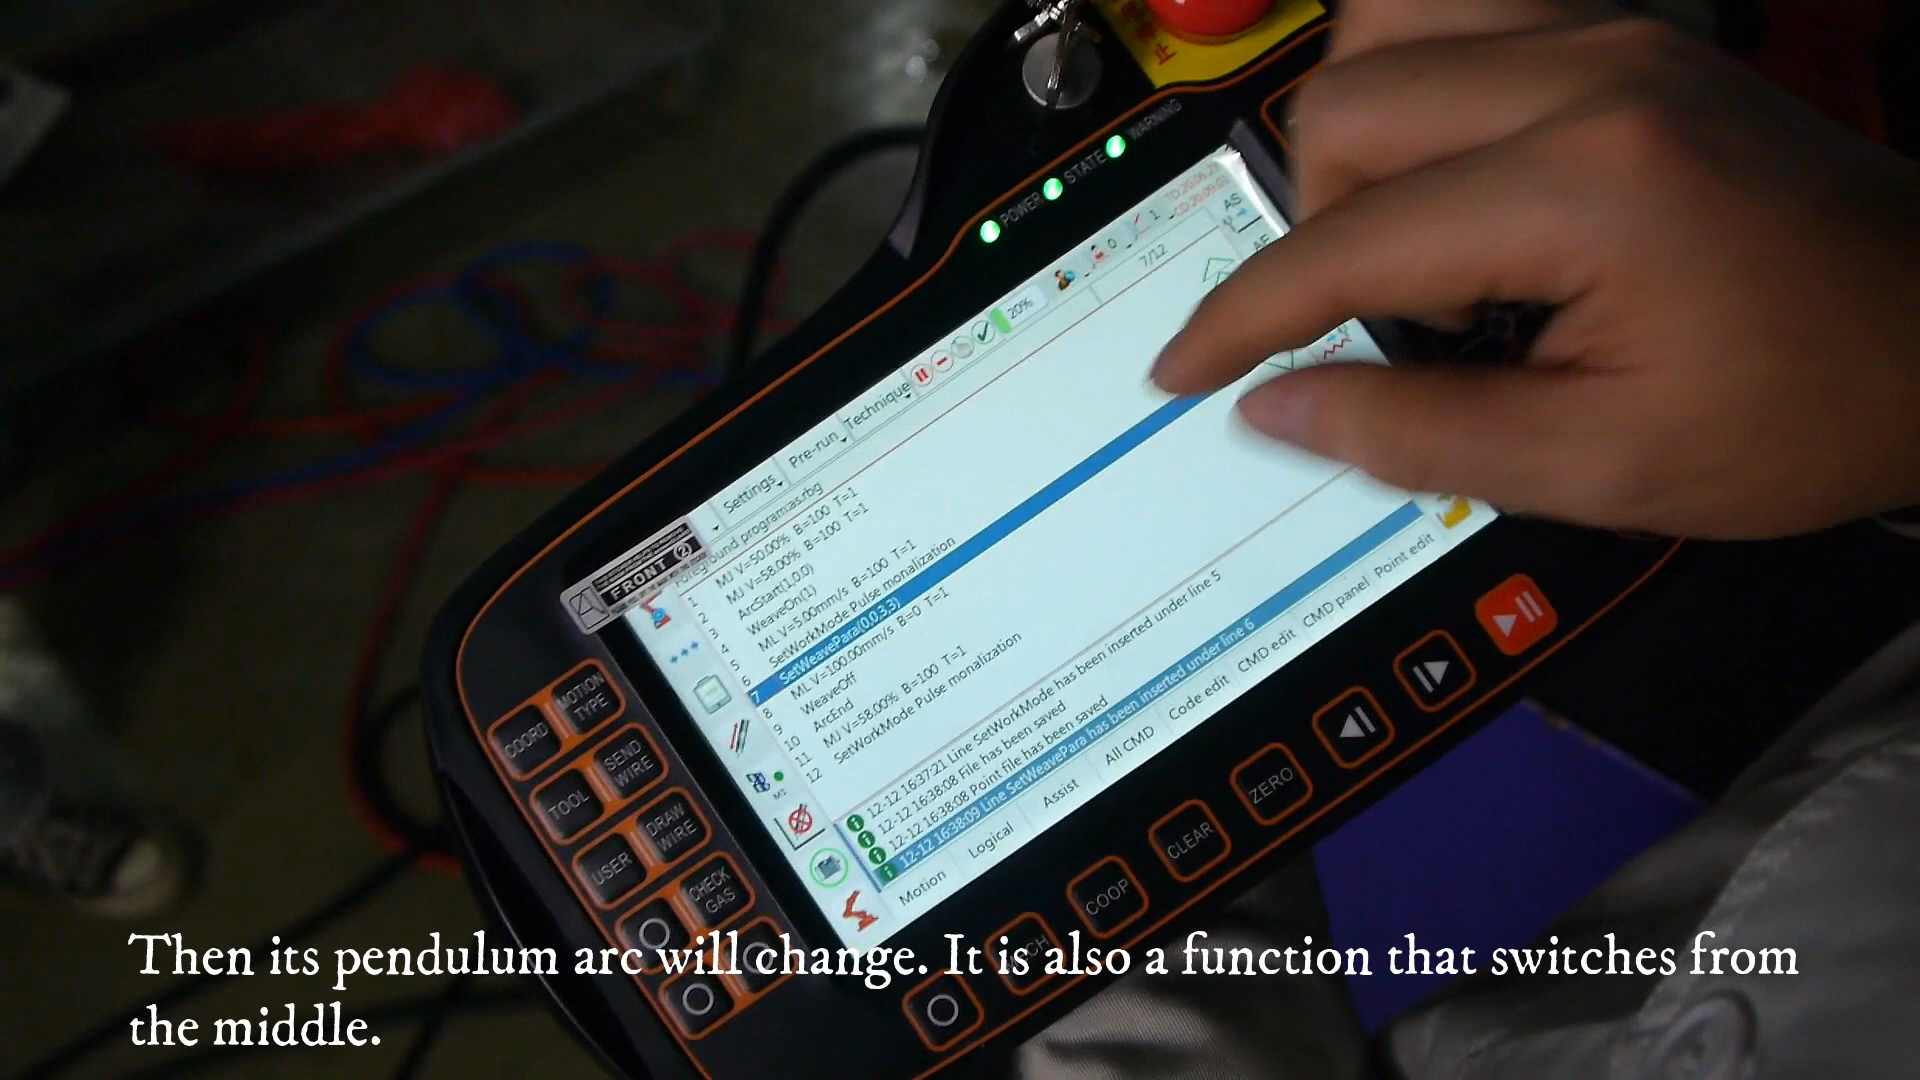 WARNING
STATE
POWER
AS
1
0
7/12
20%
Technique
Pre-run
Settings
programas.rbg
FRONT
2
1 MJ V=50.00% B=100 T=1
2 MJ V=58.00% B=100 T=1
3 ArcStart(1,0,0)
4 WeaveOn(1)
5 ML V=5.00mm/s B=100 T=1
6 SetWorkMode Pulse monalization
7 SetWeavePara(0,0,3,3)
8 ML V=100.00mm/s B=0 T=1
9 WeaveOff
10 ArcEnd
11 MJ V=58.00% B=100 T=1
12 SetWorkMode Pulse monalization
12-12 16:37:21 Line SetWorkMode has been inserted under line 5
12-12 16:38:08 File has been saved
12-12 16:38:08 Point file has been saved
12-12 16:38:09 Line SetWeavePara has been inserted under line 6
Motion Logical Assist All CMD Code edit CMD edit CMD panel Point edit
COORD MOTION TYPE
TOOL SEND WIRE
USER DRAW WIRE
CHECK GAS
COOP
CLEAR
ZERO
Then its pendulum arc will change. It is also a function that switches from
the middle.